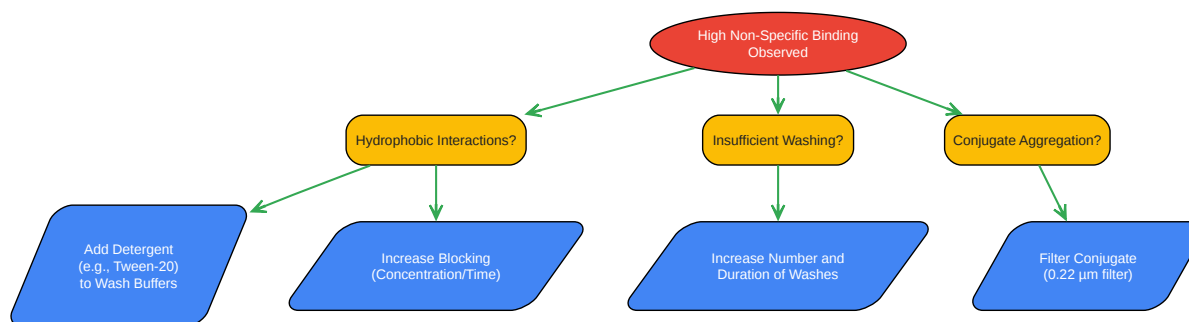 High Non-Specific Binding
Observed
Hydrophobic Interactions?
Insufficient Washing?
Conjugate Aggregation?
Add Detergent
(e.g., Tween-20)
to Wash Buffers
Increase Blocking
(Concentration/Time)
Increase Number and
Duration of Washes
Filter Conjugate
(0.22 µm filter)